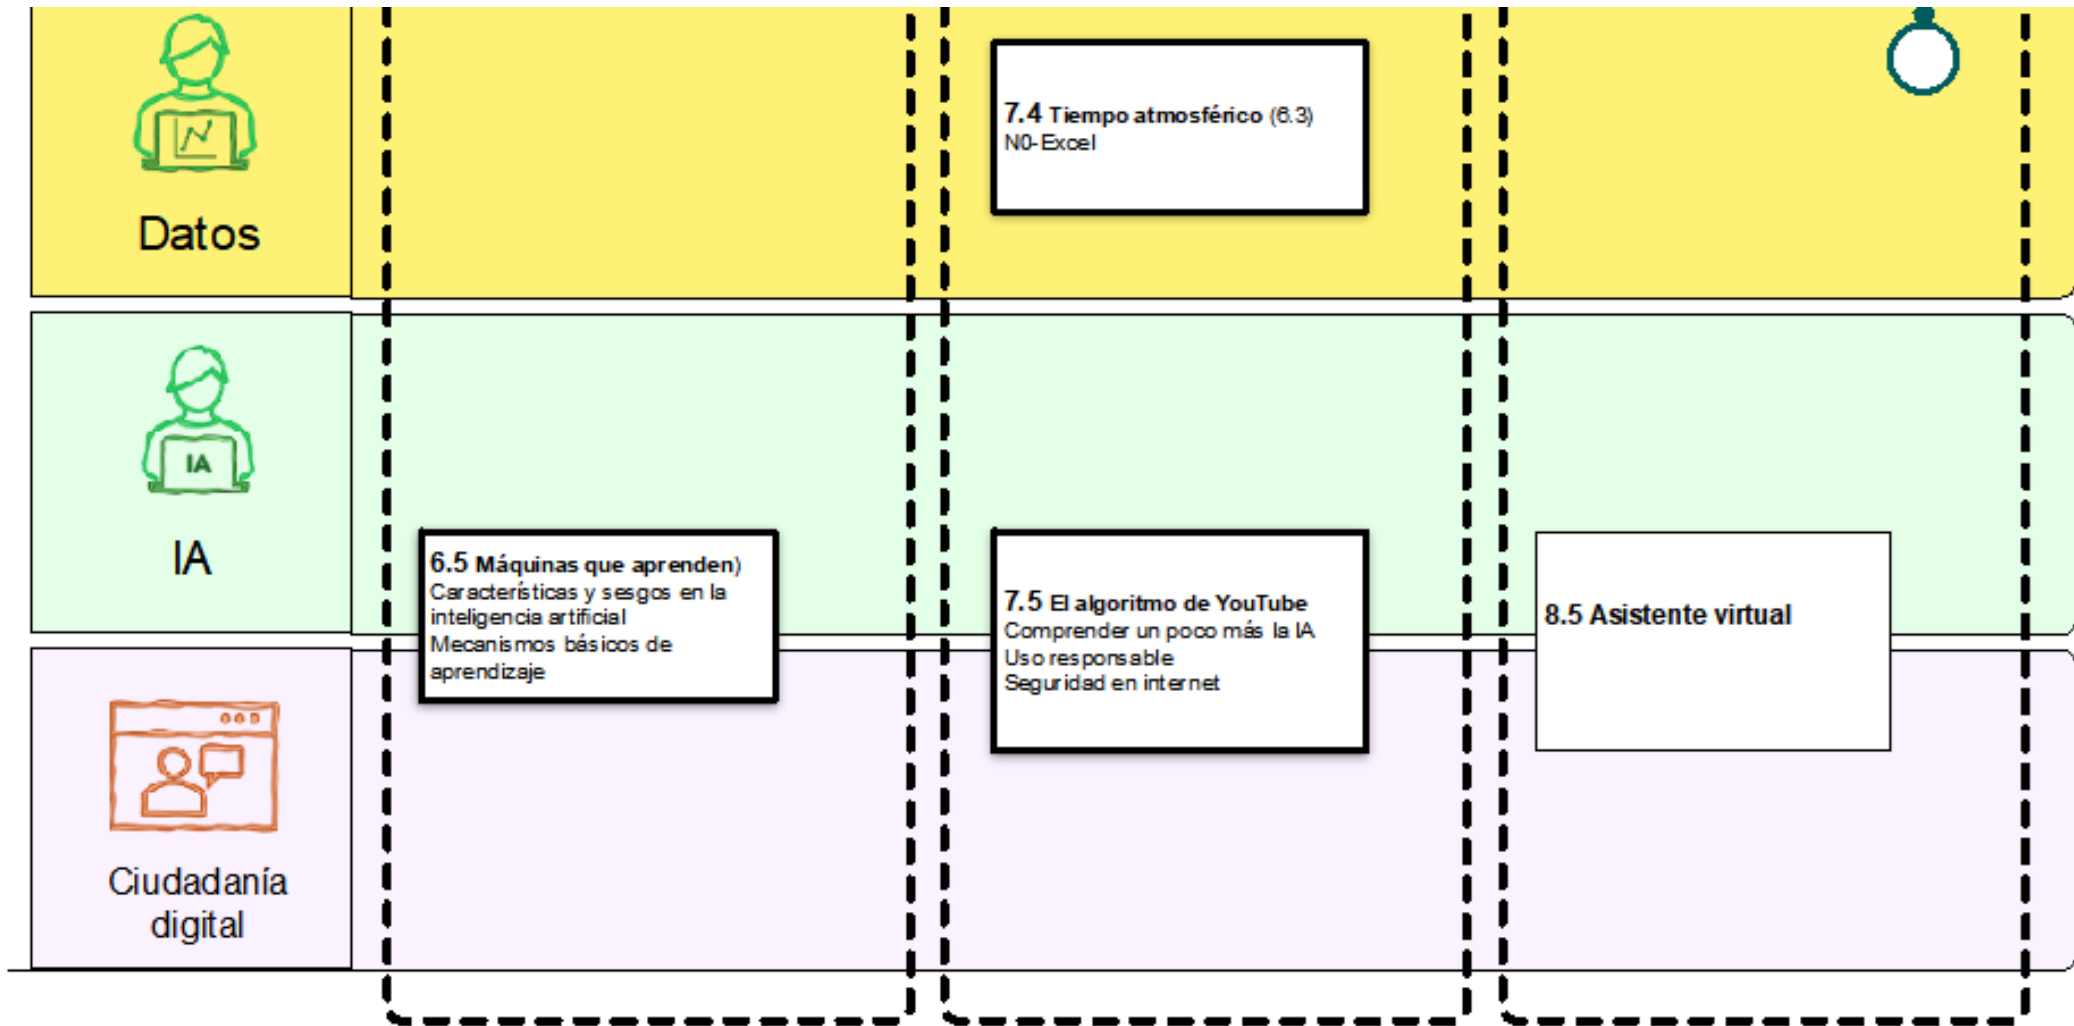 Datos
7.4 Tiempo atmosférico (6.3)
N0-Excel
IA
IA
6.5 Máquinas que aprenden)
Características y sesgos en la
inteligencia artificial
Mecanismos básicos de
aprendizaje
7.5 El algoritmo de YouTube
Comprender un poco más la IA
Uso responsable
Seguridad en internet
8.5 Asistente virtual
Ciudadanía
digital